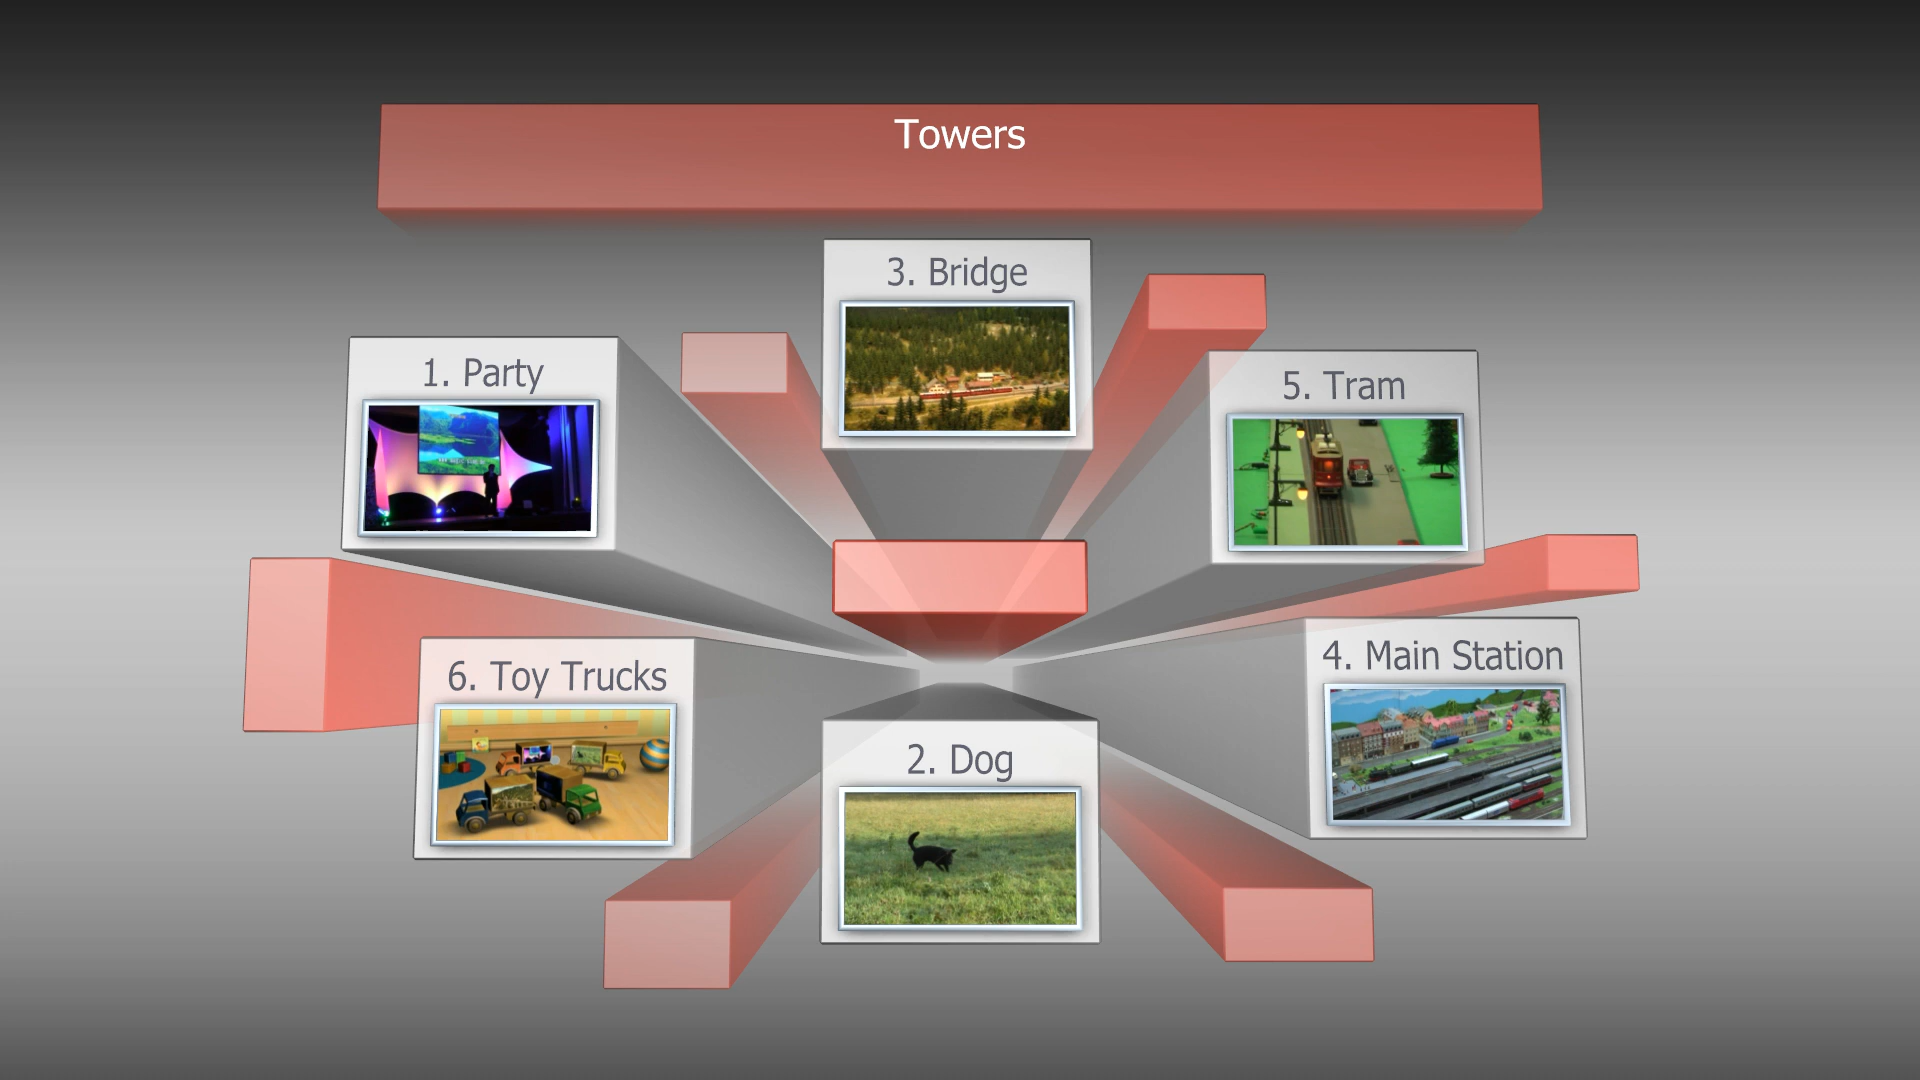 Towers
3. Bridge
1. Party
5. Tram
4. Main Station
6. Toy Trucks
2. Dog